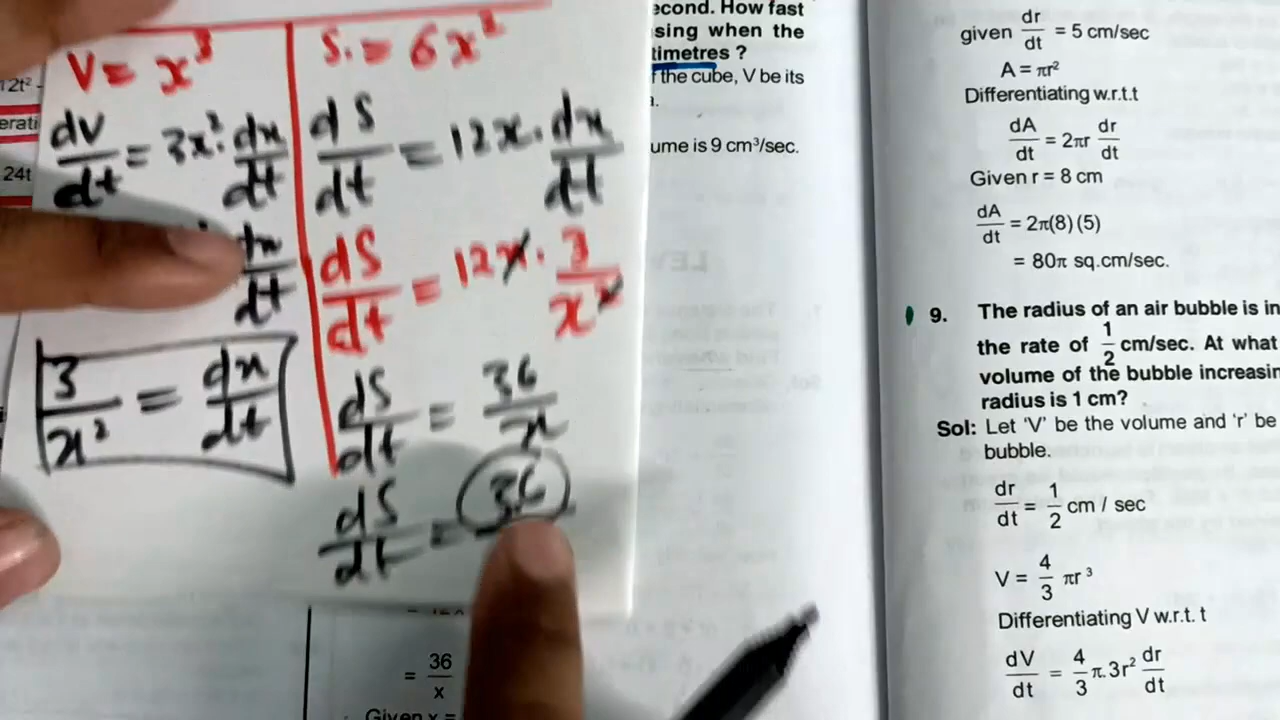 V = x³
dV/dt = 3x². dx/dt
dx/dt
3/x² = dx/dt
S. = 6x²
dS/dt = 12x. dx/dt
dS/dt = 12x. 3/x²
dS/dt = 36/x
dS/dt = 36
12t² -
24t
econd. How fast
sing when the
timetres ?
the cube, V be its
ume is 9 cm³/sec.
= 36/x
Given x =
given dr/dt = 5 cm/sec
A = πr²
Differentiating w.r.t.t
dA/dt = 2πr dr/dt
Given r = 8 cm
dA/dt = 2π(8) (5)
= 80π sq.cm/sec.
9. The radius of an air bubble is in
the rate of 1/2 cm/sec. At what
volume of the bubble increasin
radius is 1 cm?
Sol: Let 'V' be the volume and 'r' be
bubble.
dr/dt = 1/2 cm / sec
V = 4/3 πr³
Differentiating V w.r.t. t
dV/dt = 4/3 π.3r² dr/dt